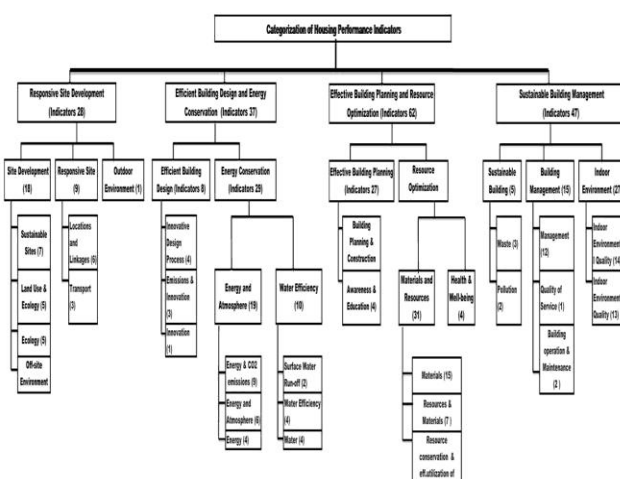 Categorization of Housing Performance Indicators
Responsive Site Development
(Indicators 28)
Efficient Building Design and Energy
Conservation (Indicators 37)
Effective Building Planning and Resource
Optimization (Indicators 62)
Sustainable Building Management
(Indicators 47)
Site Development
(18)
Responsive Site
(9)
Outdoor
Environment (1)
Efficient Building
Design (Indicators 8)
Energy Conservation
(Indicators 29)
Effective Building Planning
(Indicators 27)
Resource
Optimization
Sustainable
Building (5)
Building
Management (15)
Indoor
Environment (27
Sustainable
Sites (7)
Land Use &
Ecology (5)
Ecology (5)
Off-site
Environment
Locations
and
Linkages (6)
Transport
(3)
Innovative
Design
Process (4)
Emissions &
Innovation
(3)
Innovation
(1)
Energy and
Atmosphere (19)
Water Efficiency
(10)
Energy & CO2
emissions (9)
Energy and
Atmosphere (6)
Energy (4)
Surface Water
Run-off (2)
Water Efficiency
(4)
Water (4)
Building
Planning &
Construction
Awareness &
Education (4)
Materials and
Resources
(31)
Health &
Well-being
(4)
Materials (15)
Resources &
Materials (7 )
Resource
conservation &
eff.utilization of
Waste (3)
Pollution
(2)
Management
(12)
Quality of
Service (1)
Building
operation &
Maintenance
(2 )
Indoor
Environment
l Quality (14
Indoor
Environment
Quality (13)